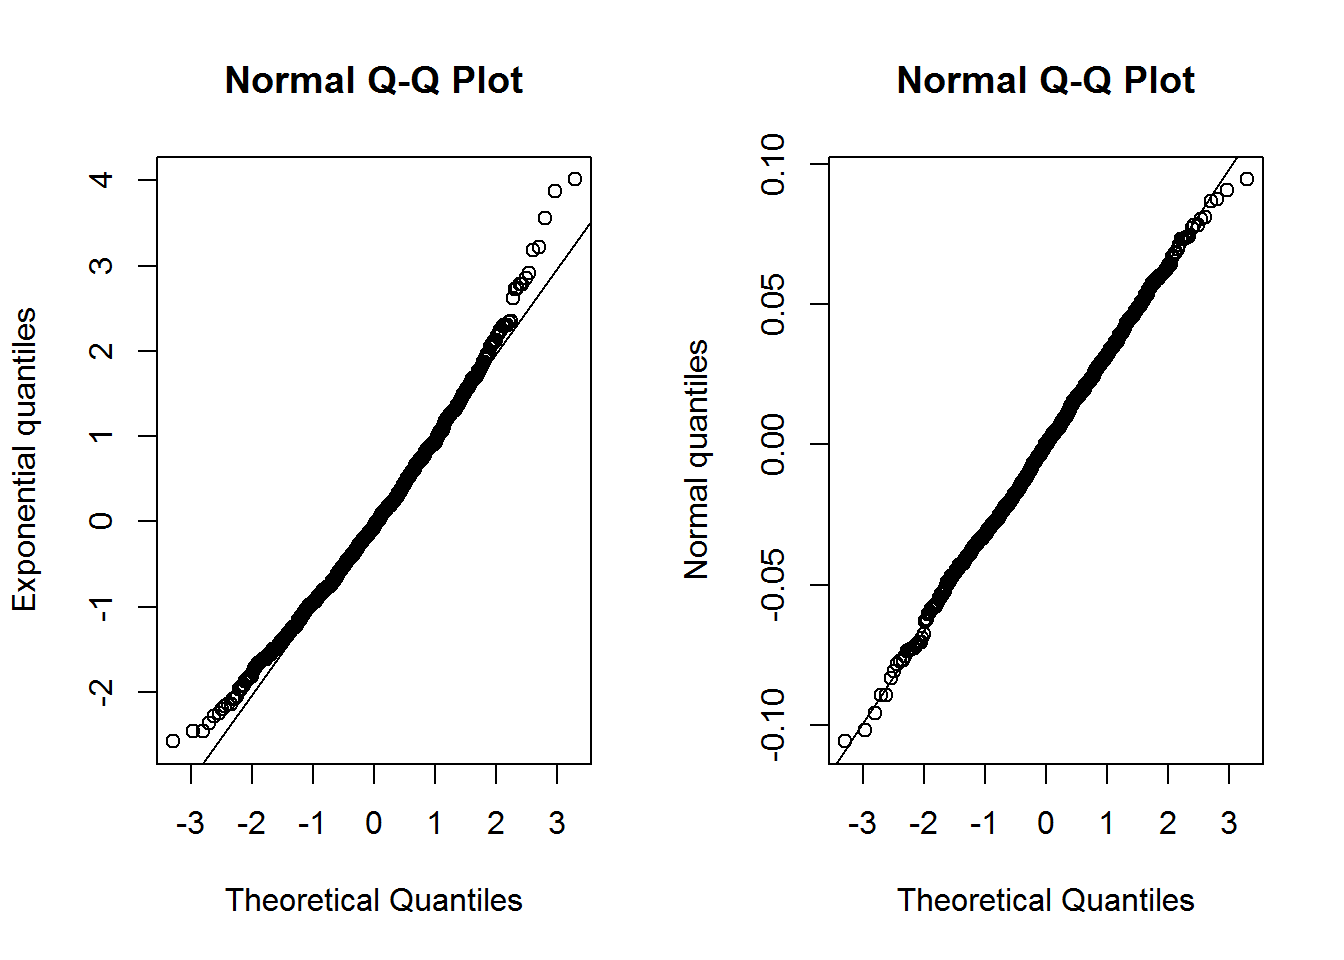 Normal Q-Q Plot
Exponential quantiles
4
3
2
1
0
-1
-2
-3 -2 -1 0 1 2 3
Theoretical Quantiles
Normal Q-Q Plot
Normal quantiles
0.10
0.05
0.00
-0.05
-0.10
-3 -2 -1 0 1 2 3
Theoretical Quantiles